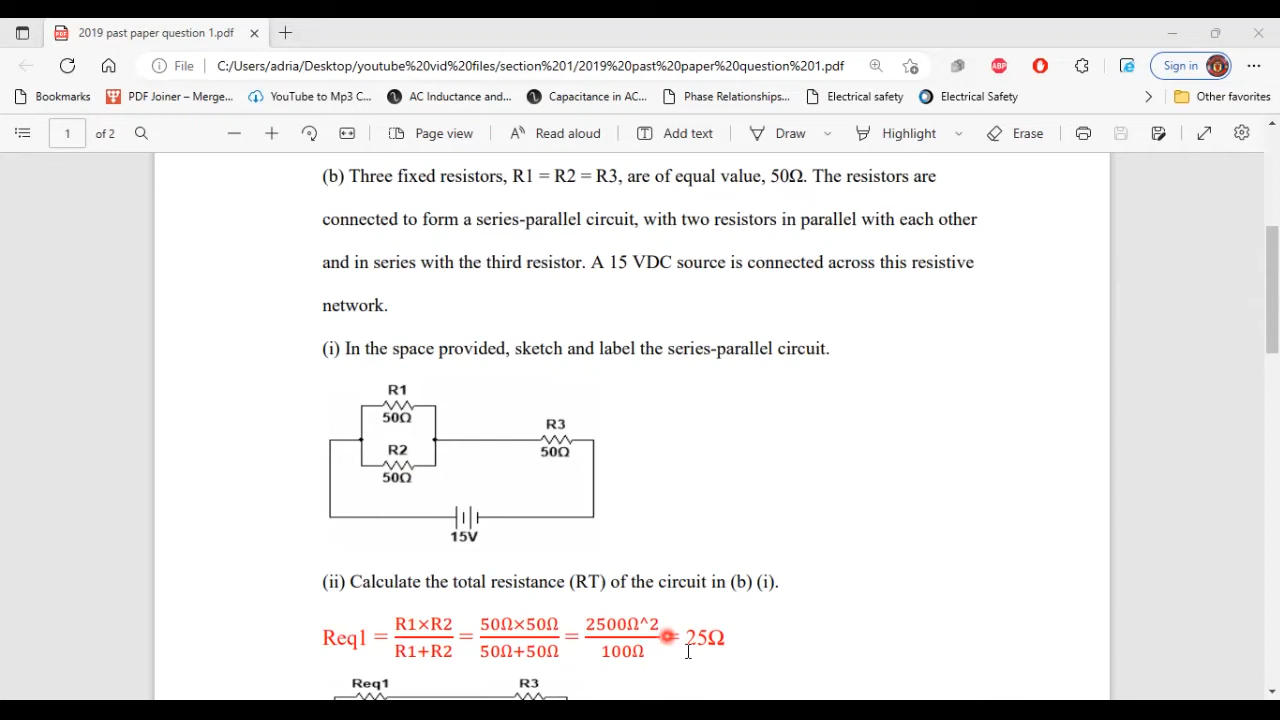 2019 past paper question 1.pdf
File
C:/Users/adria/Desktop/youtube%20vid%20files/section%201/2019%20past%20paper%20question%201.pdf
ABP
Sign in
Bookmarks
PDF Joiner – Merge...
YouTube to Mp3 C...
AC Inductance and...
Capacitance in AC...
Phase Relationships...
Electrical safety
Electrical Safety
Other favorites
1 of 2
Page view
Read aloud
Add text
Draw
Highlight
Erase
(b) Three fixed resistors, R1 = R2 = R3, are of equal value, 50Ω. The resistors are
connected to form a series-parallel circuit, with two resistors in parallel with each other
and in series with the third resistor. A 15 VDC source is connected across this resistive
network.
(i) In the space provided, sketch and label the series-parallel circuit.
R1
50Ω
R2
50Ω
R3
50Ω
15V
(ii) Calculate the total resistance (RT) of the circuit in (b) (i).
Req1 = R1×R2 / R1+R2 = 50Ω×50Ω / 50Ω+50Ω = 2500Ω^2 / 100Ω = 25Ω
Req1
R3